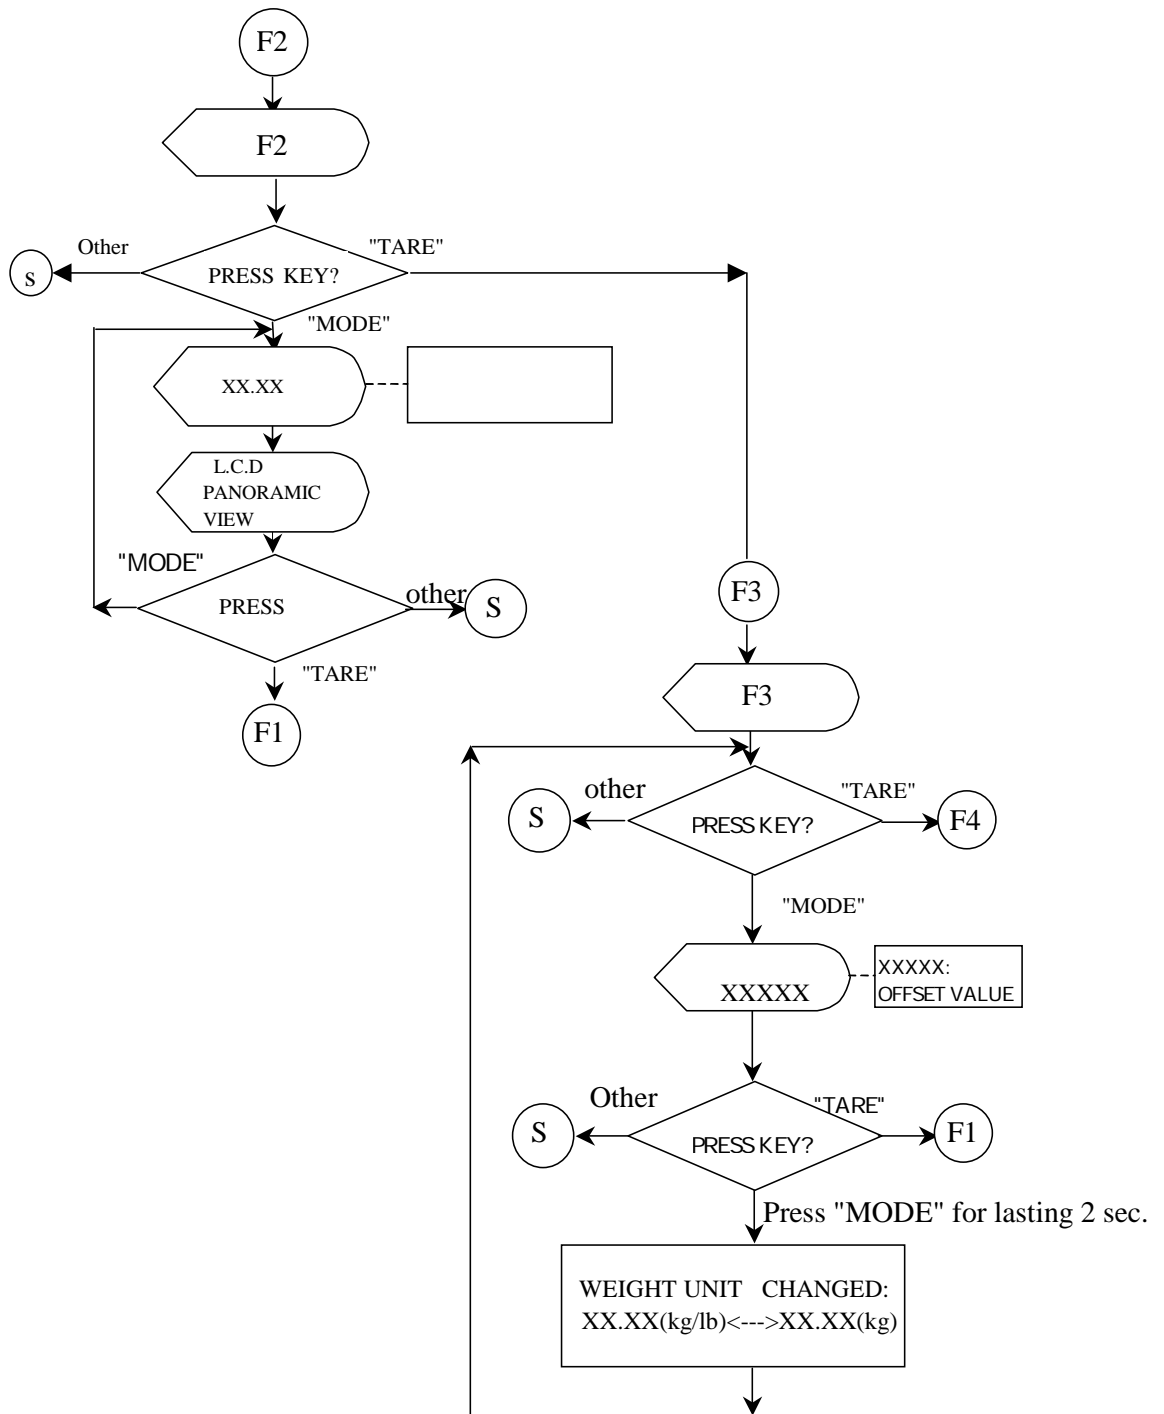 F2
F2
Other
"TARE"
s
PRESS KEY?
"MODE"
XX.XX
L.C.D
PANORAMIC
VIEW
"MODE"
PRESS
other
S
"TARE"
F1
F3
F3
other
"TARE"
S
PRESS KEY?
F4
"MODE"
XXXXX
XXXXX:
OFFSET VALUE
Other
"TARE"
S
PRESS KEY?
F1
Press "MODE" for lasting 2 sec.
WEIGHT UNIT CHANGED:
XX.XX(kg/lb)<--->XX.XX(kg)